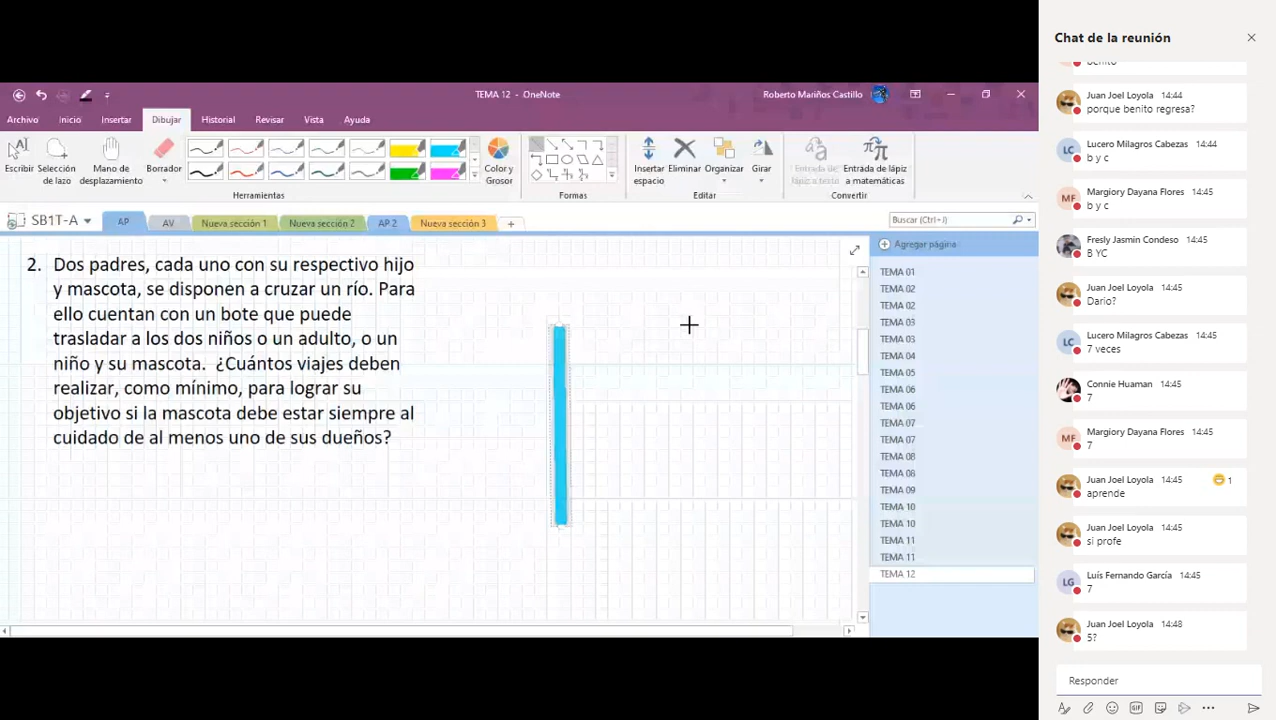 Chat de la reunión
TEMA 12 - OneNote
Roberto Mariños Castillo
Archivo Inicio Insertar Dibujar Historial Revisar Vista Ayuda
Escribir
Selección de lazo
Mano de desplazamiento
Borrador
Color y Grosor
Insertar espacio
Eliminar
Organizar
Girar
Entrada de lápiz a texto
Entrada de lápiz a matemáticas
Herramientas
Formas
Editar
Convertir
SB1T-A
AP
AV
Nueva sección 1
Nueva sección 2
AP 2
Nueva sección 3
Buscar (Ctrl+J)
2. Dos padres, cada uno con su respectivo hijo
y mascota, se disponen a cruzar un río. Para
ello cuentan con un bote que puede
trasladar a los dos niños o un adulto, o un
niño y su mascota. ¿Cuántos viajes deben
realizar, como mínimo, para lograr su
objetivo si la mascota debe estar siempre al
cuidado de al menos uno de sus dueños?
Agregar página
TEMA 01
TEMA 02
TEMA 02
TEMA 03
TEMA 03
TEMA 04
TEMA 05
TEMA 06
TEMA 06
TEMA 07
TEMA 07
TEMA 08
TEMA 08
TEMA 09
TEMA 10
TEMA 10
TEMA 11
TEMA 11
TEMA 12
benito
Juan Joel Loyola 14:44
porque benito regresa?
LC Lucero Milagros Cabezas 14:44
b y c
MF Margiory Dayana Flores 14:45
b y c
Fresly Jasmin Condeso 14:45
B YC
Juan Joel Loyola 14:45
Dario?
LC Lucero Milagros Cabezas 14:45
7 veces
Connie Huaman 14:45
7
MF Margiory Dayana Flores 14:45
7
Juan Joel Loyola 14:45 1
aprende
Juan Joel Loyola 14:45
si profe
LG Luis Fernando García 14:45
7
Juan Joel Loyola 14:48
5?
Responder